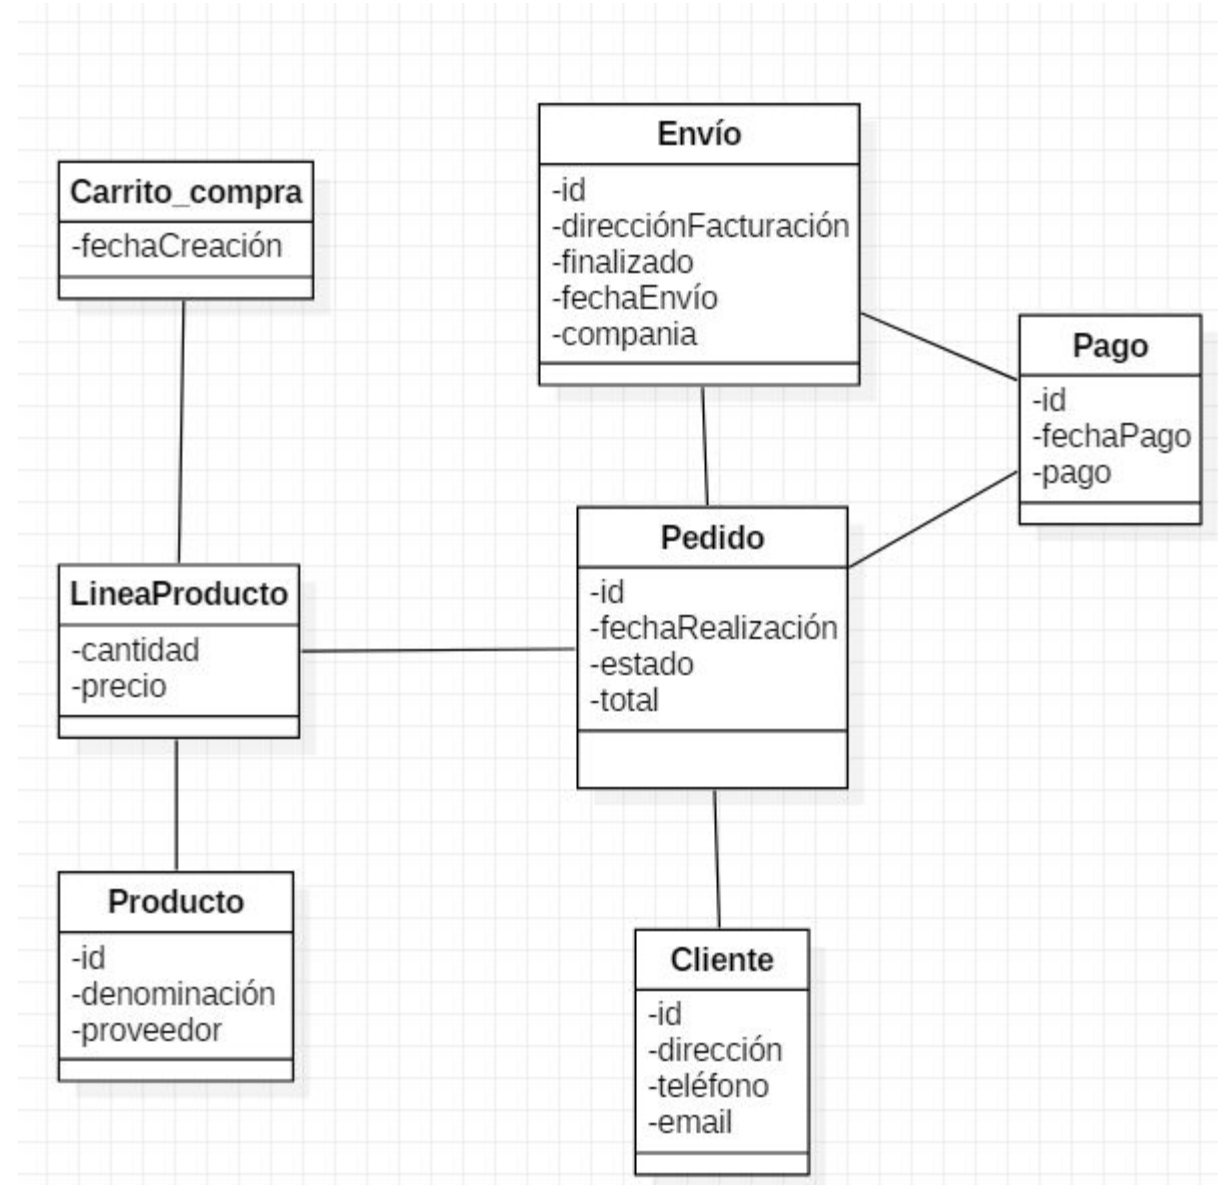 Carrito_compra
-fechaCreación
Envío
-id
-direcciónFacturación
-finalizado
-fechaEnvío
-compania
Pago
-id
-fechaPago
-pago
LineaProducto
-cantidad
-precio
Pedido
-id
-fechaRealización
-estado
-total
Producto
-id
-denominación
-proveedor
Cliente
-id
-dirección
-teléfono
-email